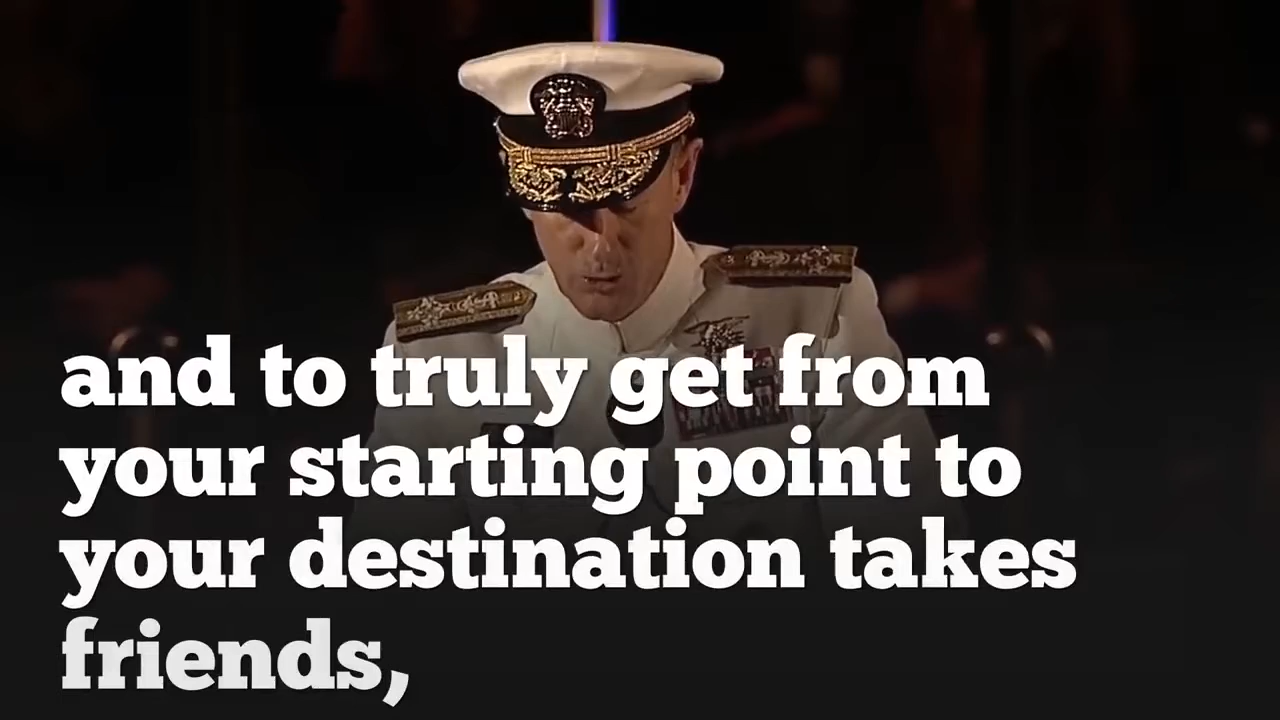 and to truly get from
your starting point to
your destination takes
friends,